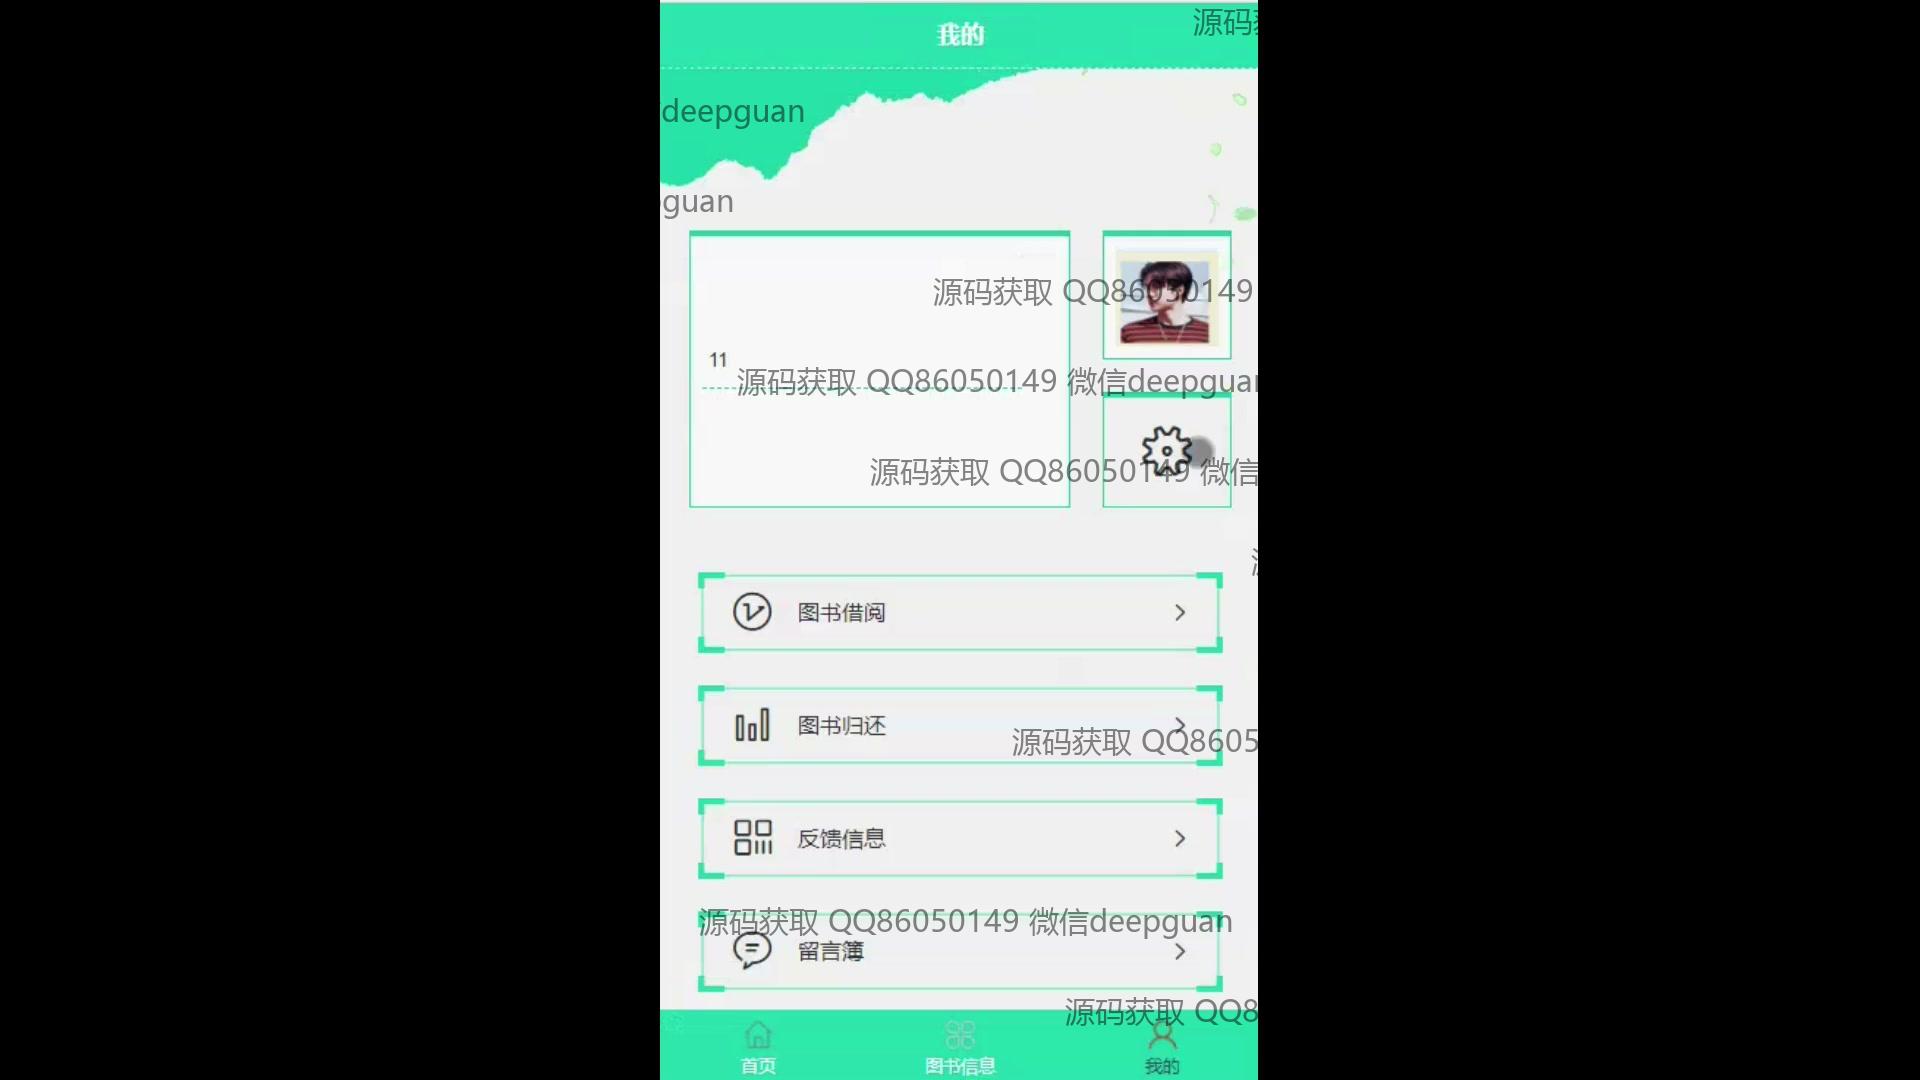 我的
源码
deepguan
guan
源码获取 QQ86050149
11
源码获取 QQ86050149 微信deepguan
源码获取 QQ86050149 微信
图书借阅
图书归还
源码获取 QQ8605
反馈信息
源码获取 QQ86050149 微信deepguan
留言簿
源码获取 QQ8
首页
图书信息
我的